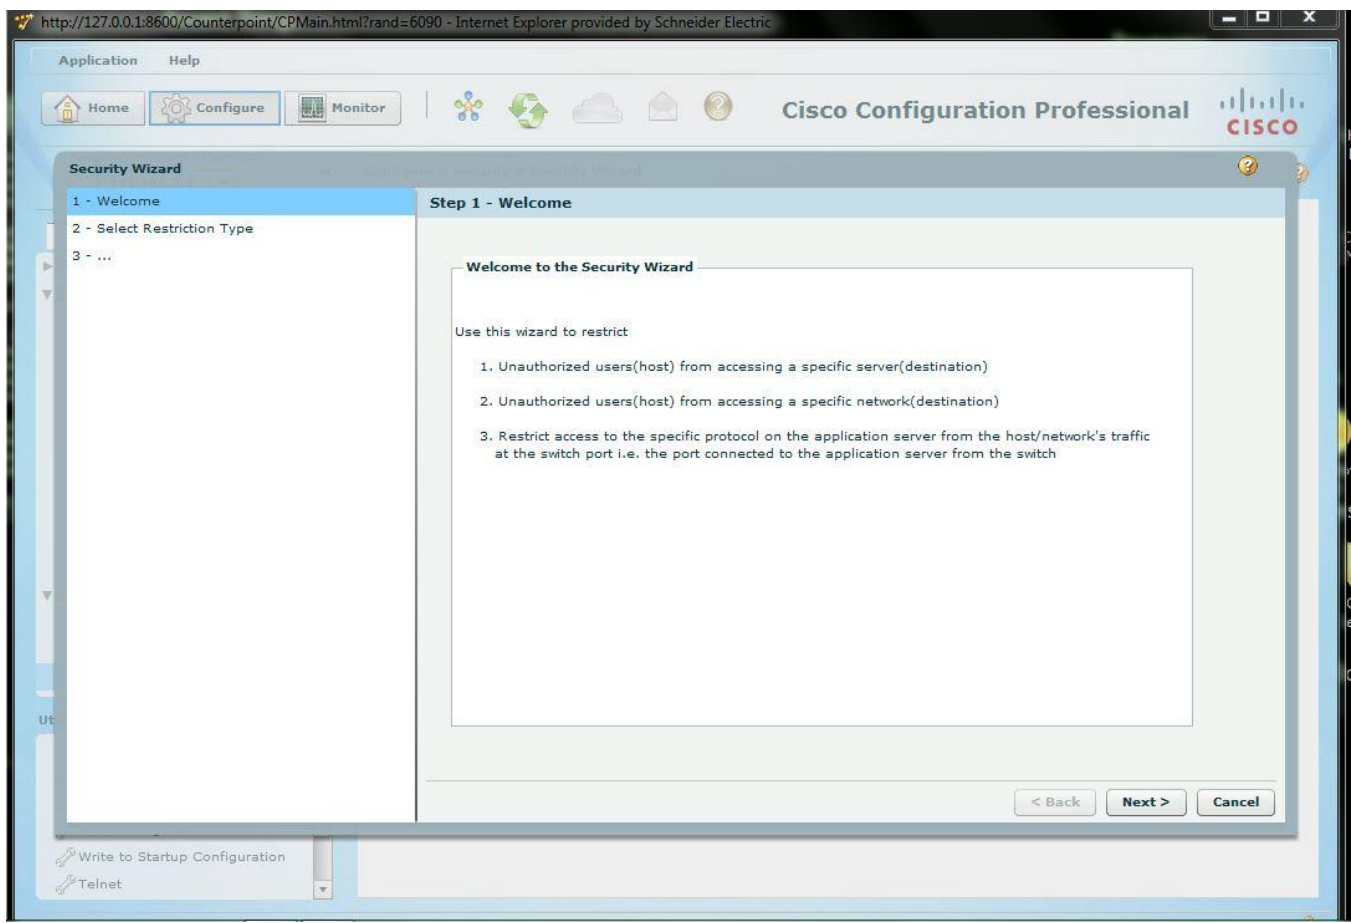 http://127.0.0.1:8600/Counterpoint/CPMain.html?rand=6090 - Internet Explorer provided by Schneider Electric
Application Help
Home Configure Monitor Cisco Configuration Professional
CISCO
Security Wizard
1 - Welcome
2 - Select Restriction Type
3 - ...
Step 1 - Welcome
Welcome to the Security Wizard
Use this wizard to restrict
1. Unauthorized users(host) from accessing a specific server(destination)
2. Unauthorized users(host) from accessing a specific network(destination)
3. Restrict access to the specific protocol on the application server from the host/network's traffic
at the switch port i.e. the port connected to the application server from the switch
< Back Next > Cancel
Write to Startup Configuration
Telnet